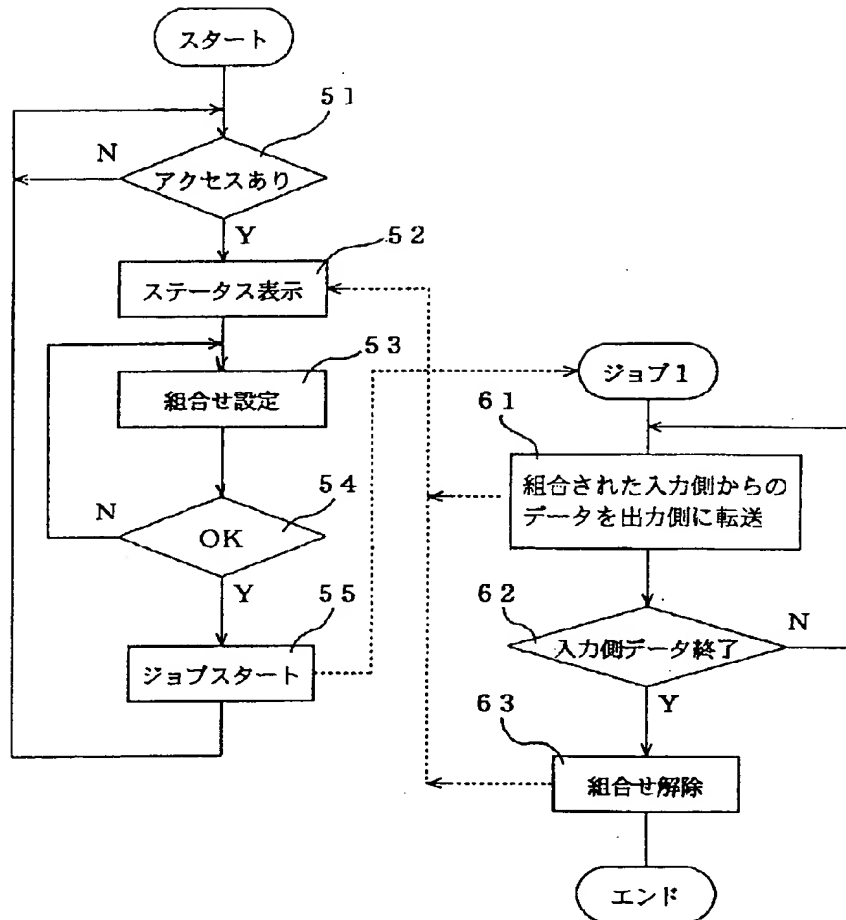 スタート
51
N
アクセスあり
Y
52
ステータス表示
53
組合せ設定
54
N
OK
Y
55
ジョブスタート
ジョブ1
61
組合された入力側からの
データを出力側に転送
62
N
入力側データ終了
Y
63
組合せ解除
エンド